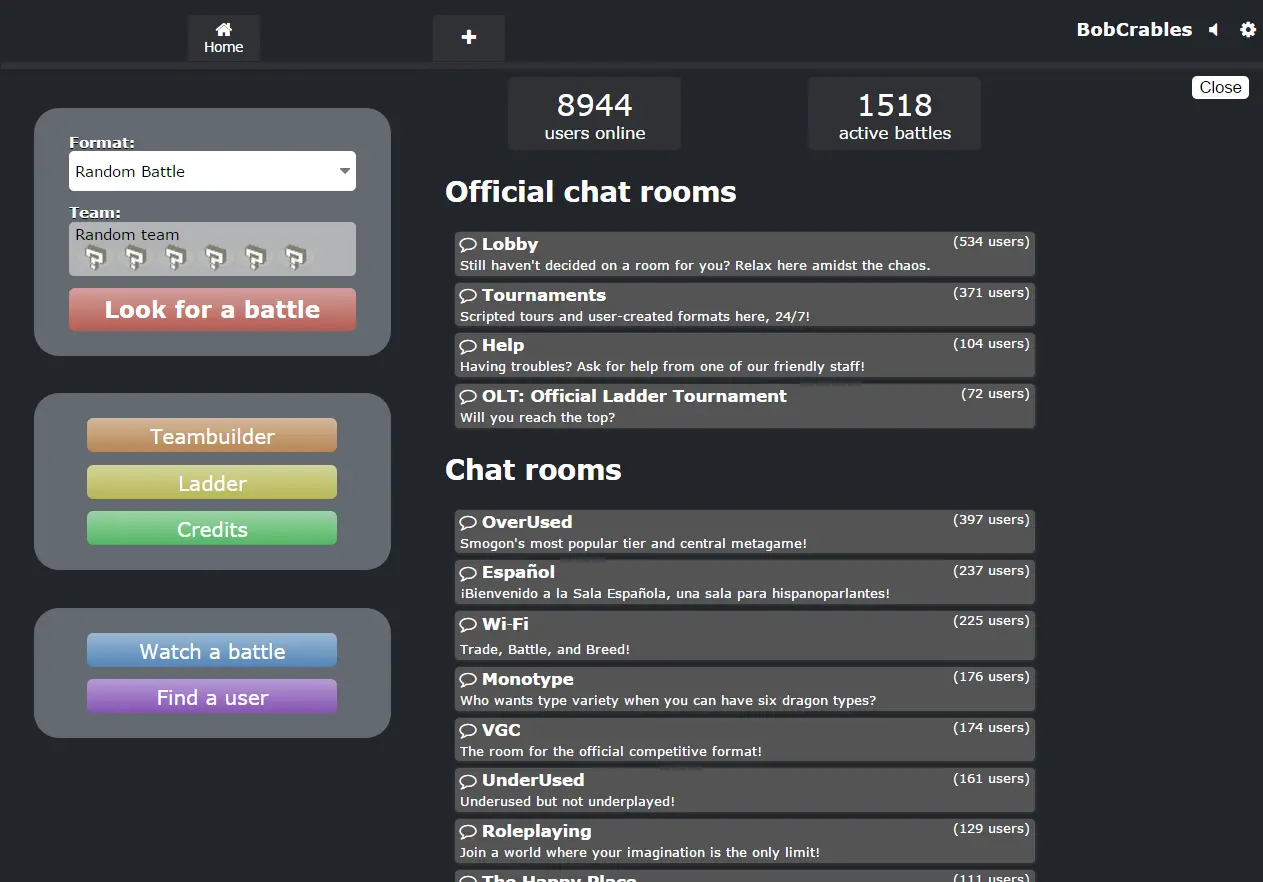 Home
BobCrables
Close
Format:
Random Battle
Team:
Random team
Look for a battle
Teambuilder
Ladder
Credits
Watch a battle
Find a user
8944
users online
1518
active battles
Official chat rooms
Lobby (534 users)
Still haven't decided on a room for you? Relax here amidst the chaos.
Tournaments (371 users)
Scripted tours and user-created formats here, 24/7!
Help (104 users)
Having troubles? Ask for help from one of our friendly staff!
OLT: Official Ladder Tournament (72 users)
Will you reach the top?
Chat rooms
OverUsed (397 users)
Smogon's most popular tier and central metagame!
Español (237 users)
¡Bienvenido a la Sala Española, una sala para hispanoparlantes!
Wi-Fi (225 users)
Trade, Battle, and Breed!
Monotype (176 users)
Who wants type variety when you can have six dragon types?
VGC (174 users)
The room for the official competitive format!
UnderUsed (161 users)
Underused but not underplayed!
Roleplaying (129 users)
Join a world where your imagination is the only limit!
The Happy Place (111 users)